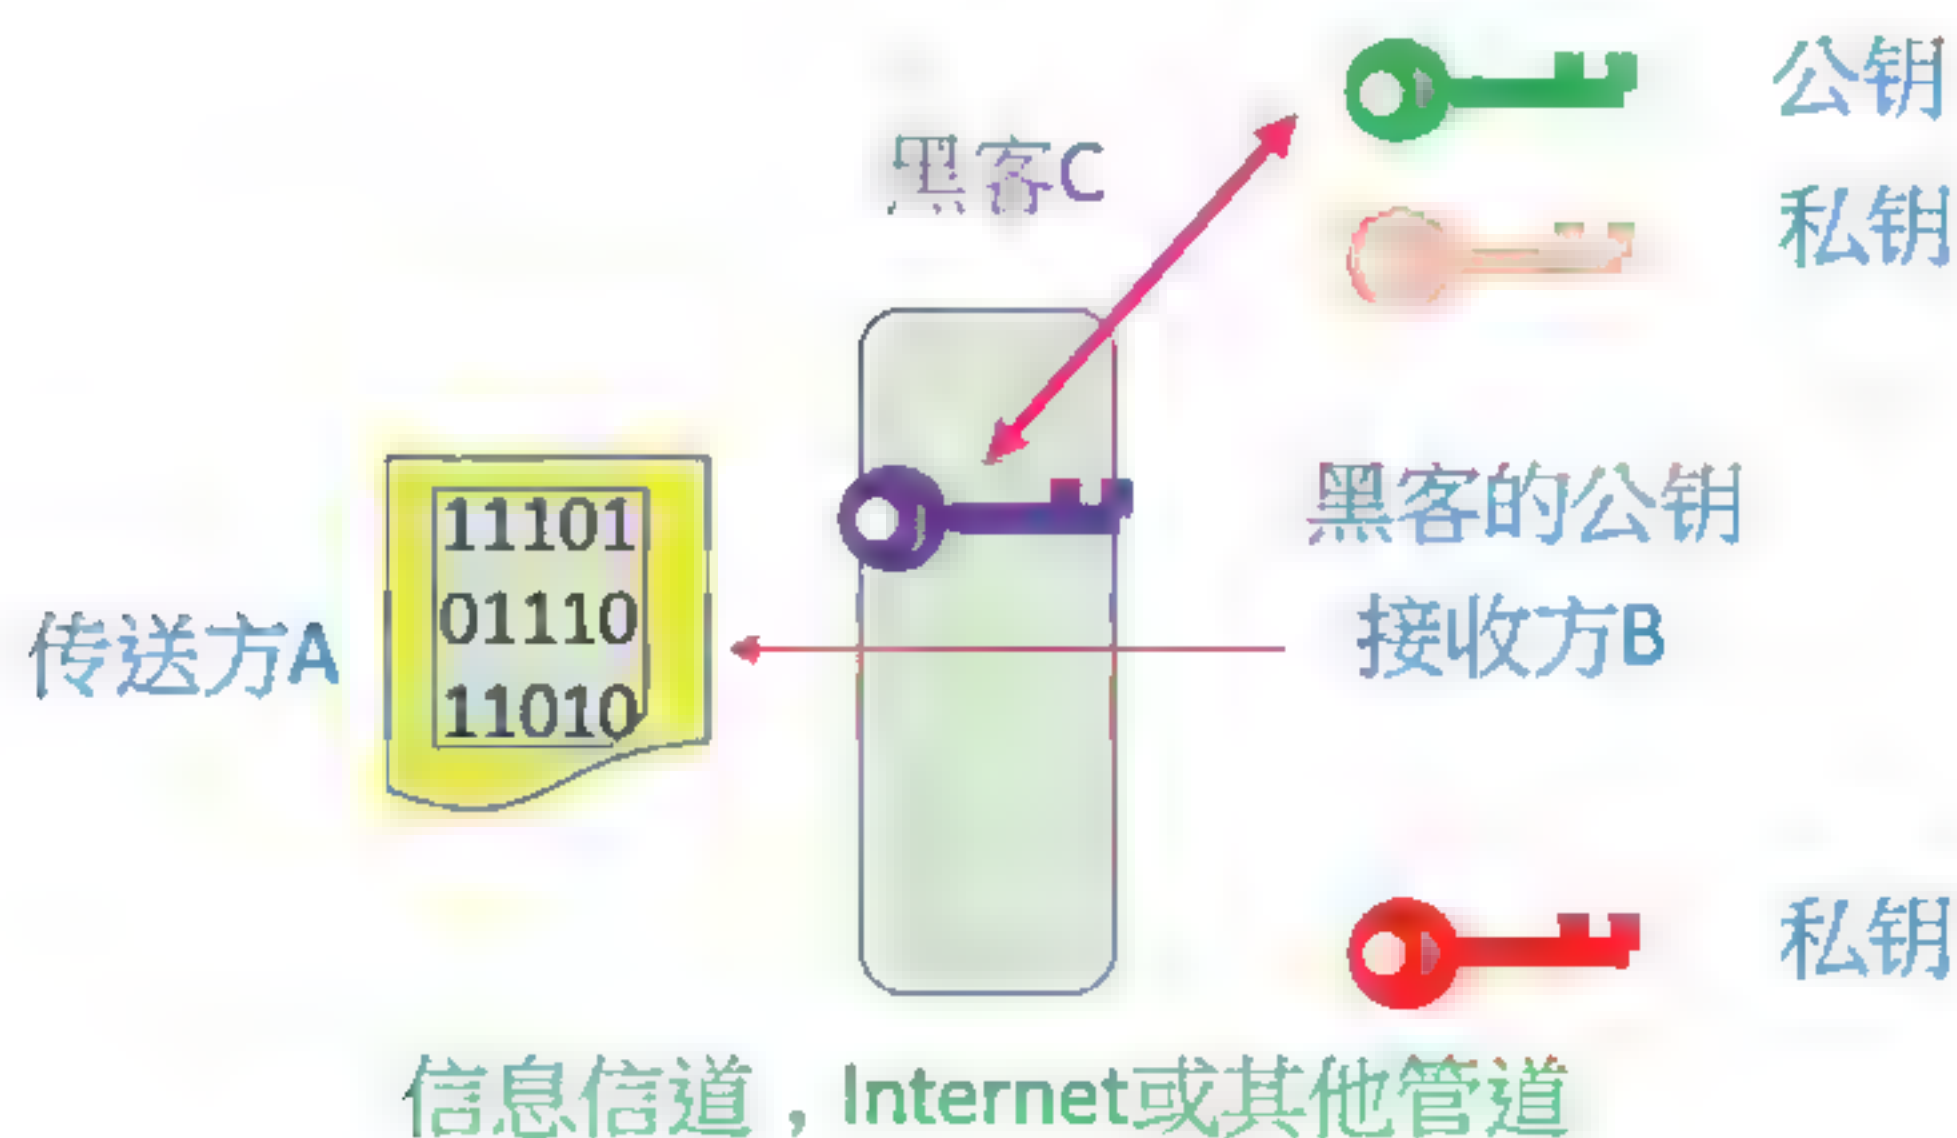 公钥
黑客C
私钥
黑客的公钥
11101
01110
11010
传送方A
接收方B
私钥
信息信道，Internet或其他管道